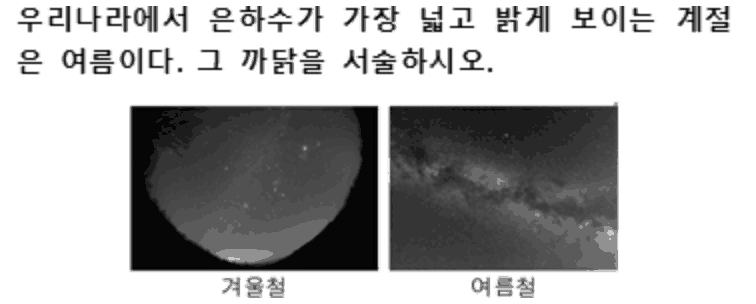 우리나라에서 은하수가 가장 넓고 밝게 보이는 계절
은 여름이다. 그 까닭을 서술하시오.
겨울철
여름철